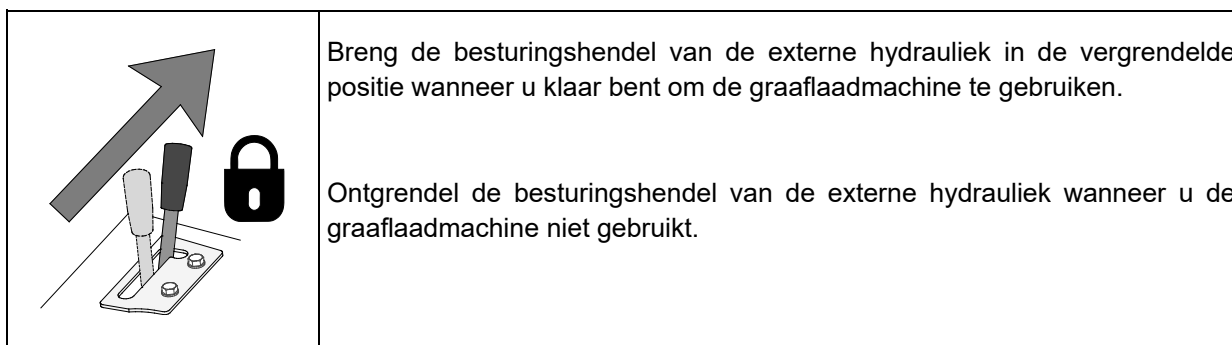 Breng de besturingshendel van de externe hydrauliek in de vergrendelde
positie wanneer u klaar bent om de graaflaadmachine te gebruiken.
Ontgrendel de besturingshendel van de externe hydrauliek wanneer u de
graaflaadmachine niet gebruikt.